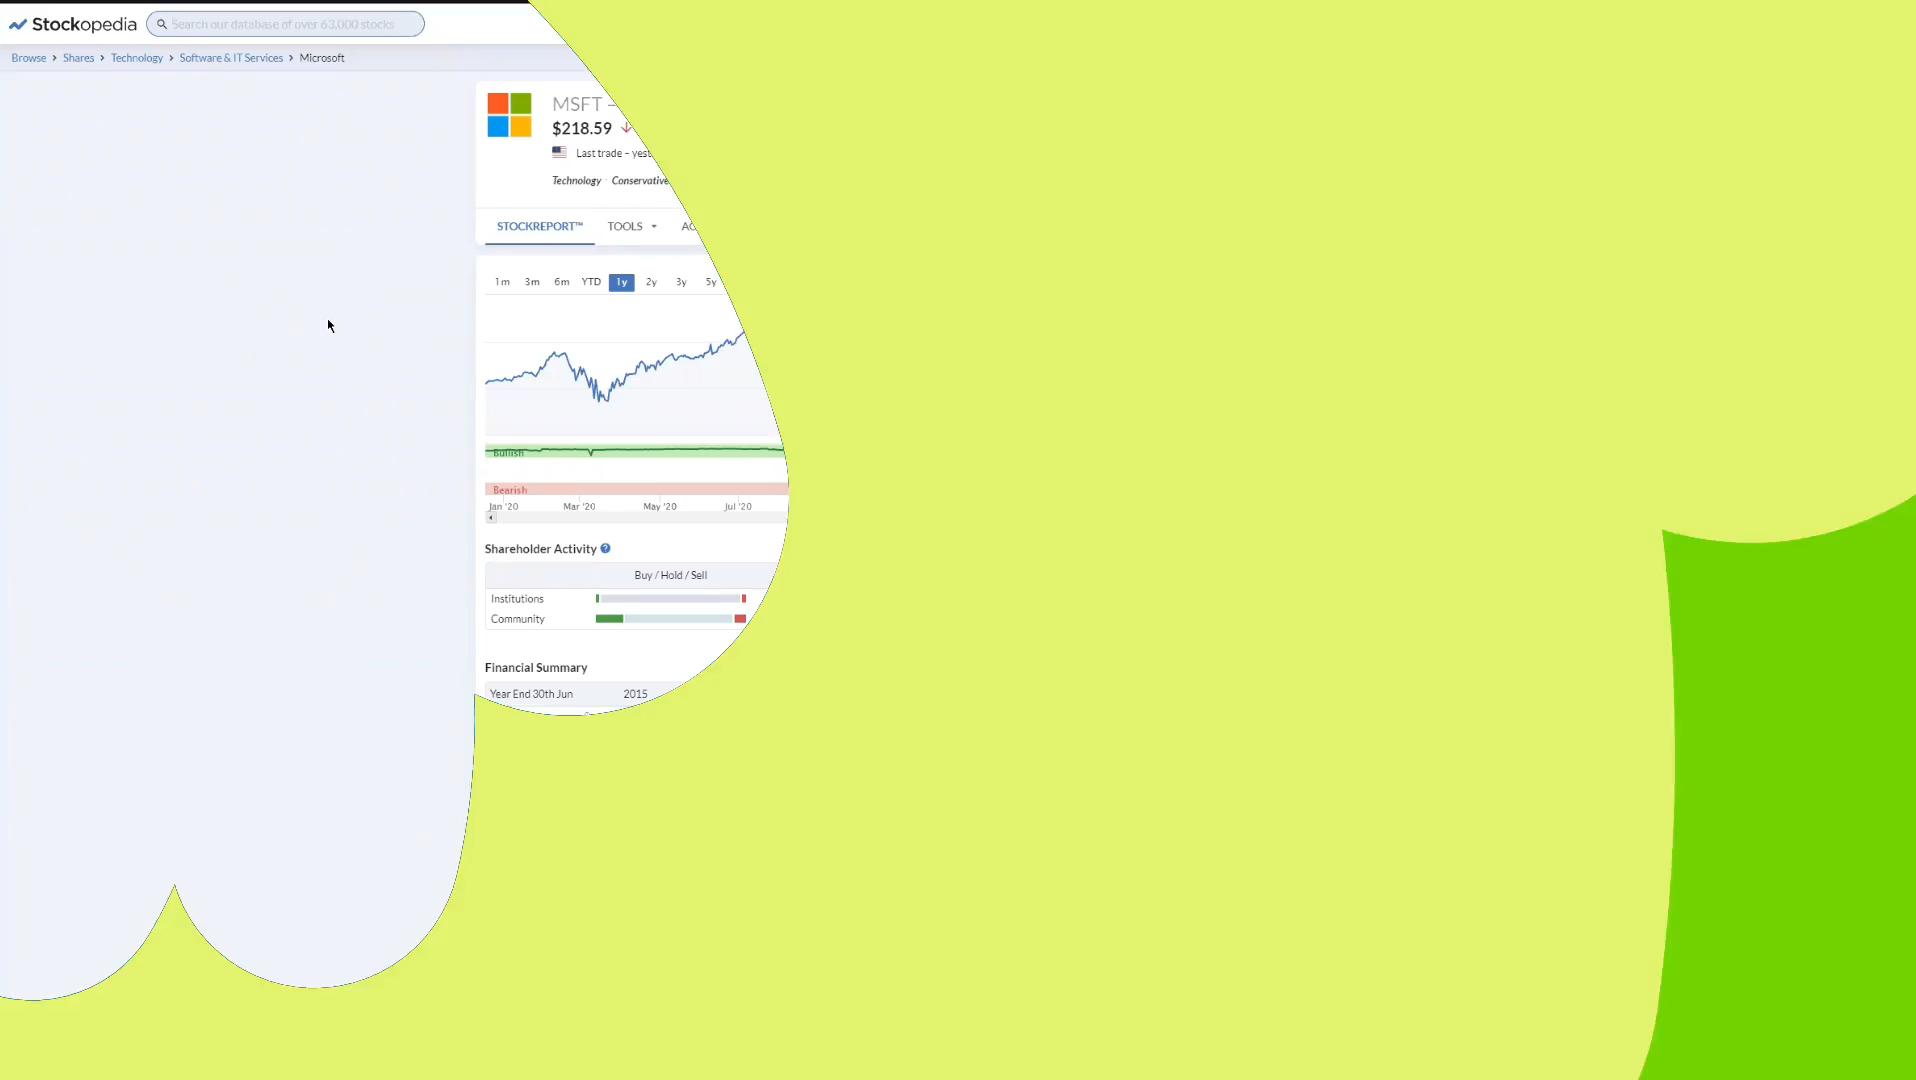 Stockopedia
Search our database of over 63,000 stocks
Browse > Shares > Technology > Software & IT Services > Microsoft
MSFT –
$218.59
Last trade – yest
Technology · Conservative
STOCKREPORT™ TOOLS AC
1m 3m 6m YTD 1y 2y 3y 5y
Bullish
Bearish
Jan '20 Mar '20 May '20 Jul '20
Shareholder Activity ?
Buy / Hold / Sell
Institutions
Community
Financial Summary
Year End 30th Jun 2015